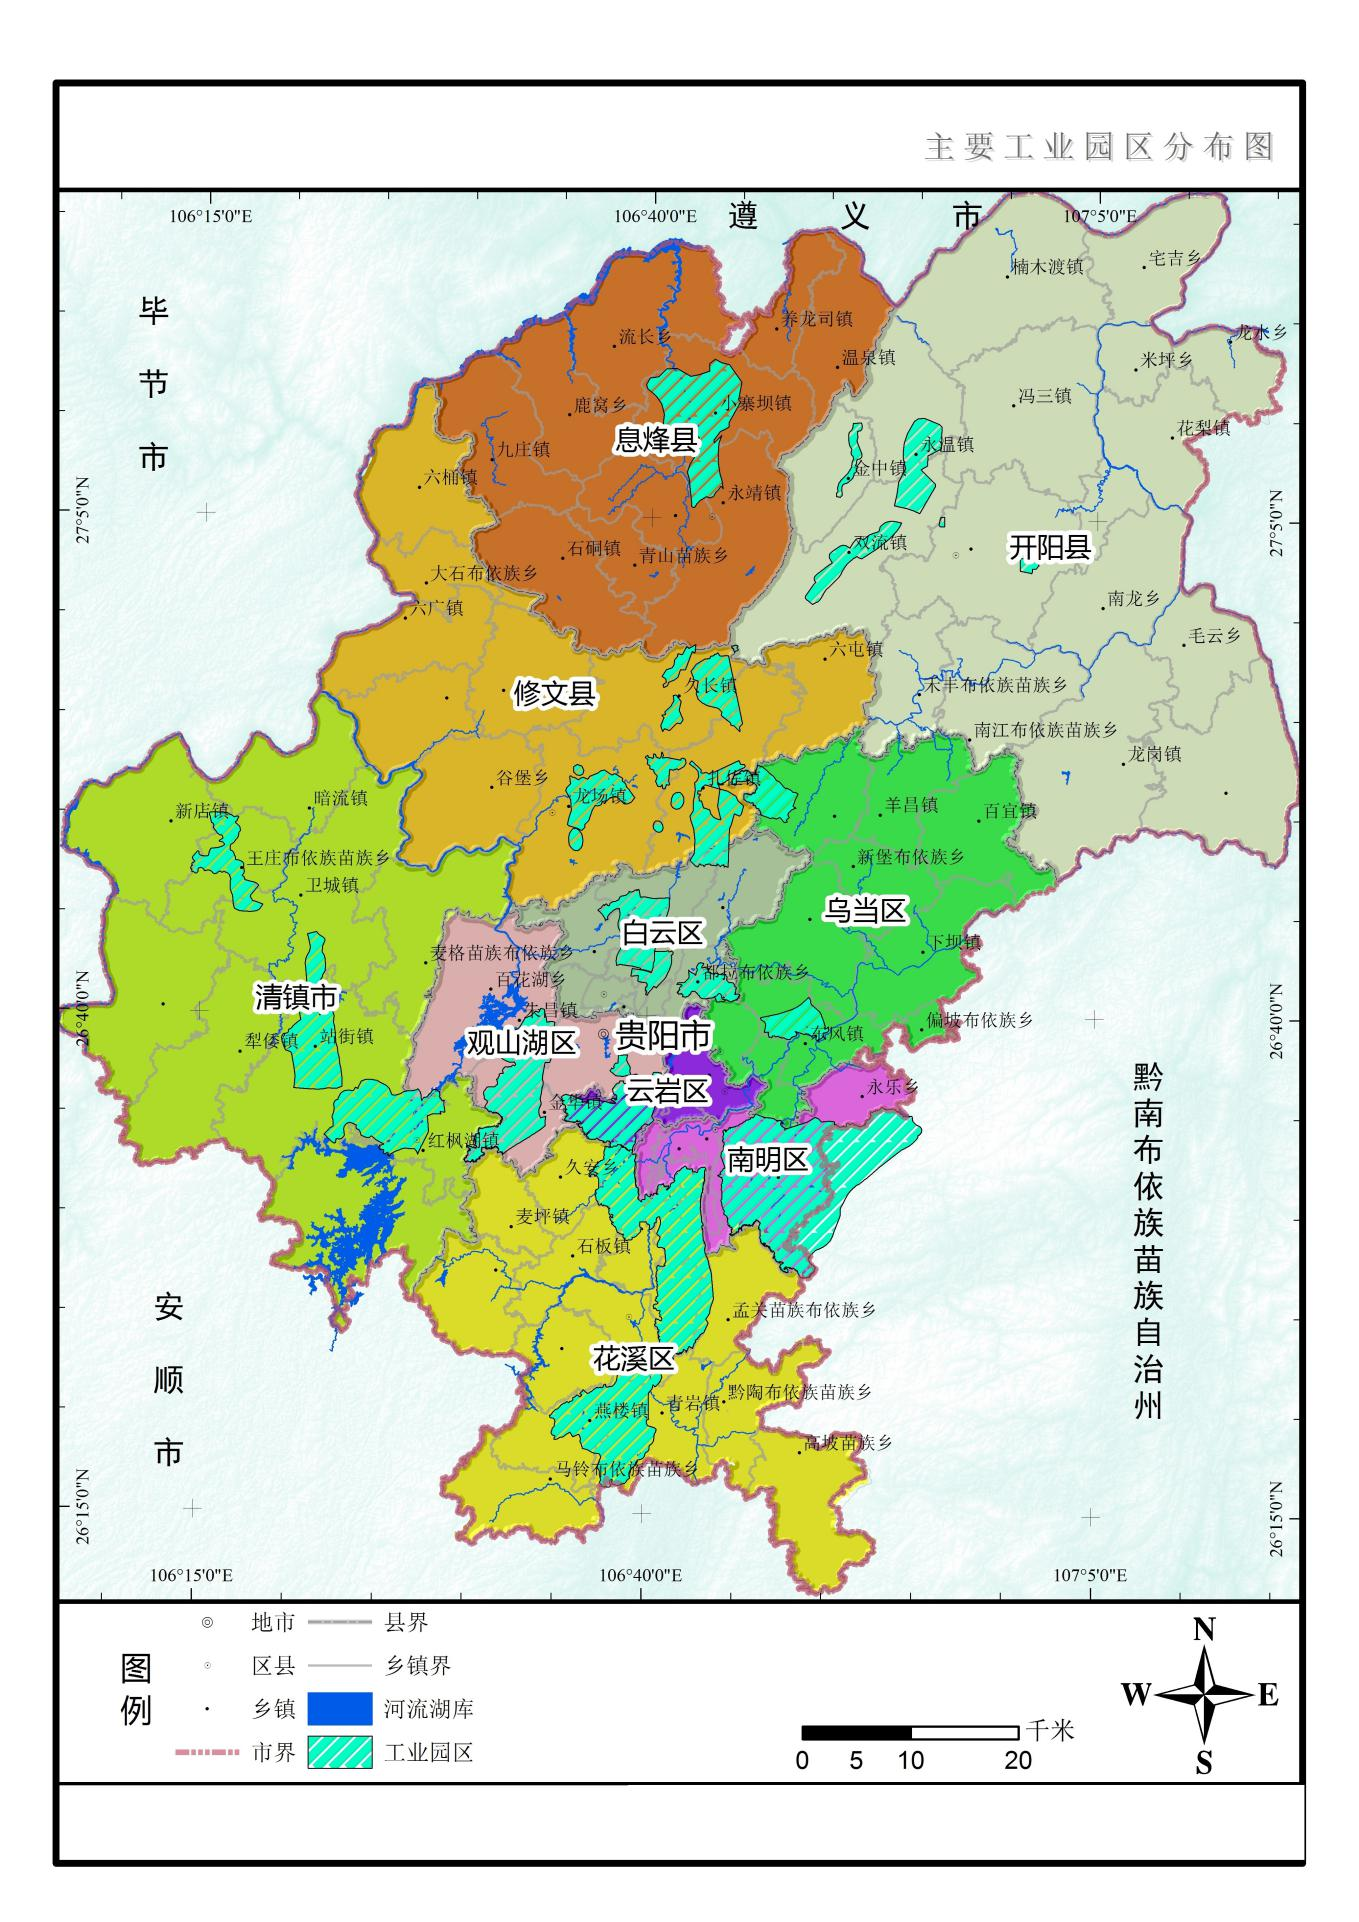 主要工业园区分布图
106°15'0"E
106°40'0"E
107°5'0"E
遵义市
毕节市
楠木渡镇
宅吉乡
养龙司镇
流长乡
龙水乡
温泉镇
米坪乡
鹿窝乡
小寨坝镇
冯三镇
花梨镇
息烽县
九庄镇
永温镇
金中镇
六桶镇
永靖镇
27°5'0"N
27°5'0"N
双流镇
开阳县
石硐镇
青山苗族乡
大石布依族乡
六广镇
南龙乡
毛云乡
六屯镇
修文县
久长镇
禾丰布依族苗族乡
南江布依族苗族乡
龙岗镇
谷堡乡
扎佐镇
龙场镇
暗流镇
新店镇
羊昌镇
百宜镇
王庄布依族苗族乡
新堡布依族乡
卫城镇
乌当区
白云区
下坝镇
麦格苗族布依族乡
都拉布依族乡
百花湖乡
清镇市
朱昌镇
26°40'0"N
26°40'0"N
偏坡布依族乡
犁倭镇
站街镇
观山湖区
贵阳市
东风镇
云岩区
永乐乡
金华镇
红枫湖镇
南明区
久安乡
黔南布依族苗族自治州
麦坪镇
石板镇
安顺市
孟关苗族布依族乡
花溪区
燕楼镇
青岩镇
黔陶布依族苗族乡
高坡苗族乡
马铃布依族苗族乡
26°15'0"N
26°15'0"N
106°15'0"E
106°40'0"E
107°5'0"E
图例
地市
县界
区县
乡镇界
乡镇
河流湖库
市界
工业园区
千米
0 5 10 20
N
W
E
S